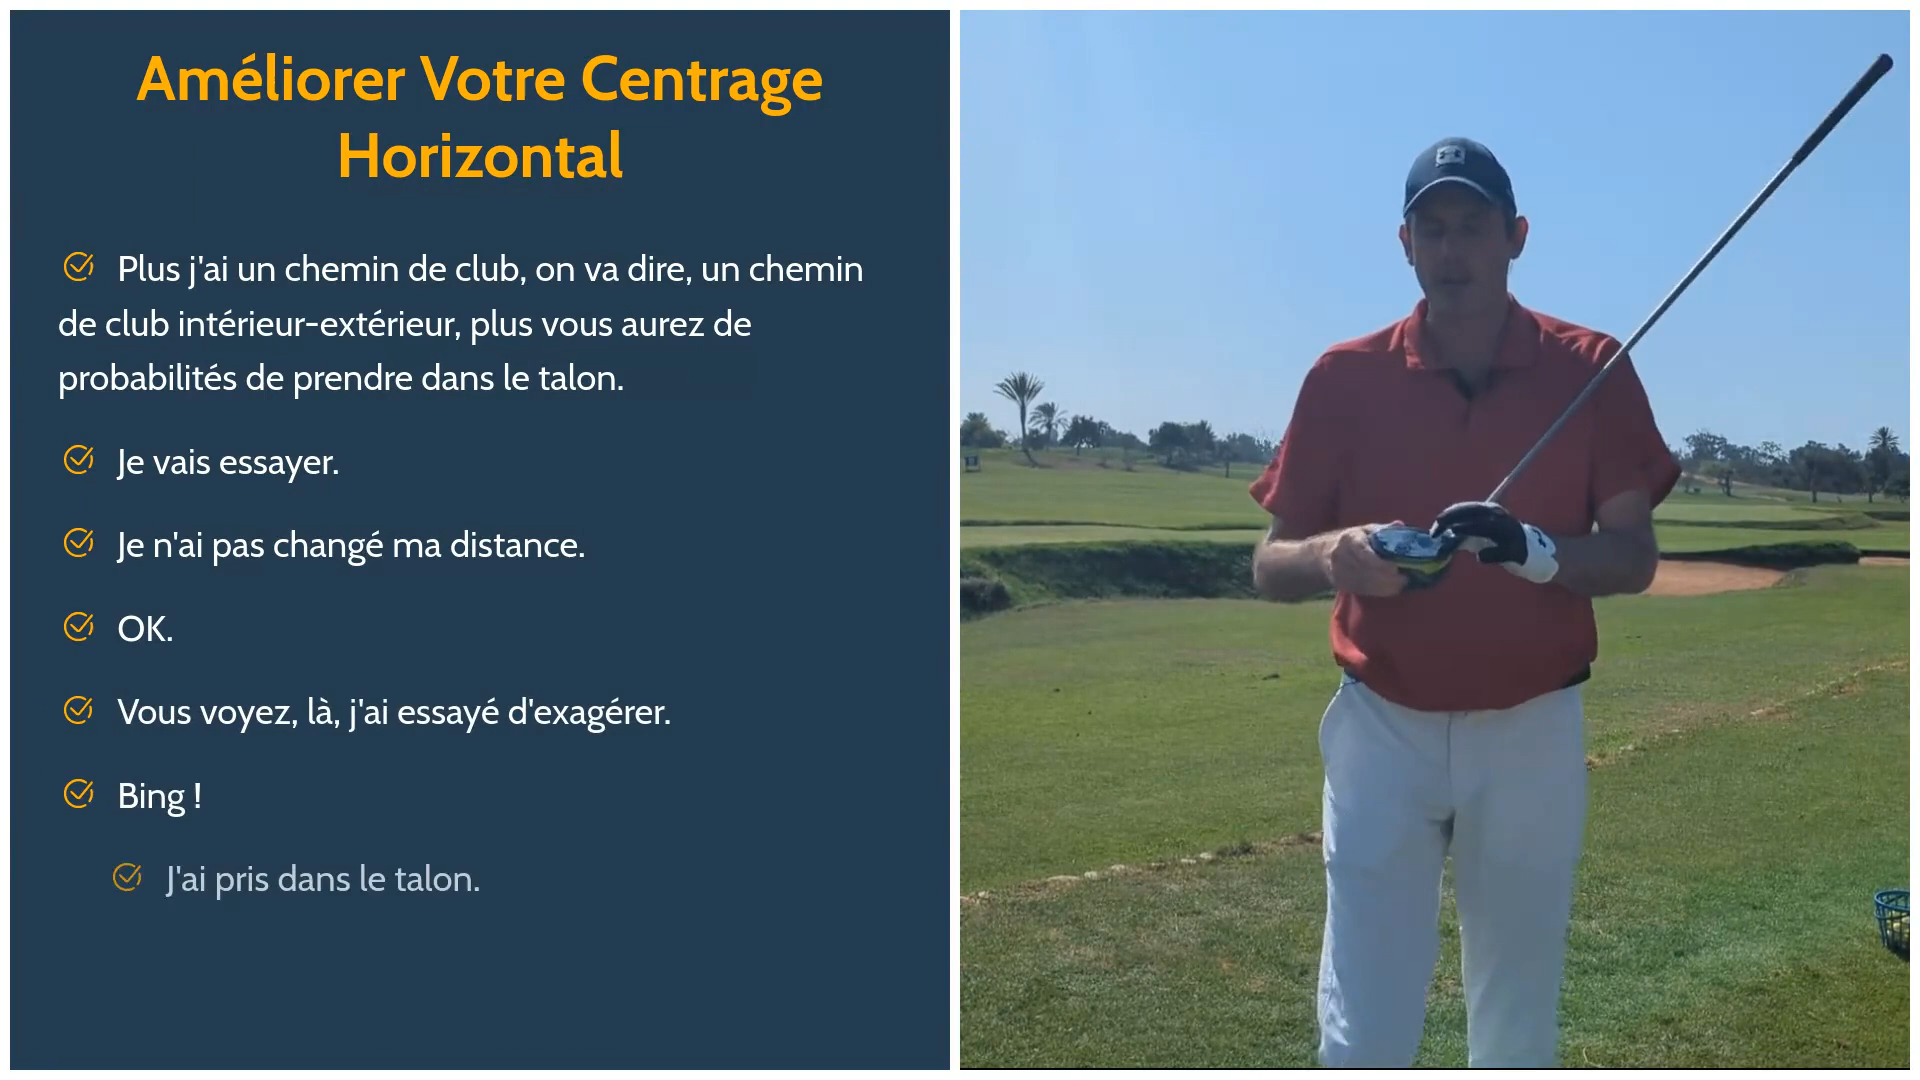 Améliorer Votre Centrage
Horizontal
Plus j'ai un chemin de club, on va dire, un chemin
de club intérieur-extérieur, plus vous aurez de
probabilités de prendre dans le talon.
Je vais essayer.
Je n'ai pas changé ma distance.
OK.
Vous voyez, là, j'ai essayé d'exagérer.
Bing !
J'ai pris dans le talon.